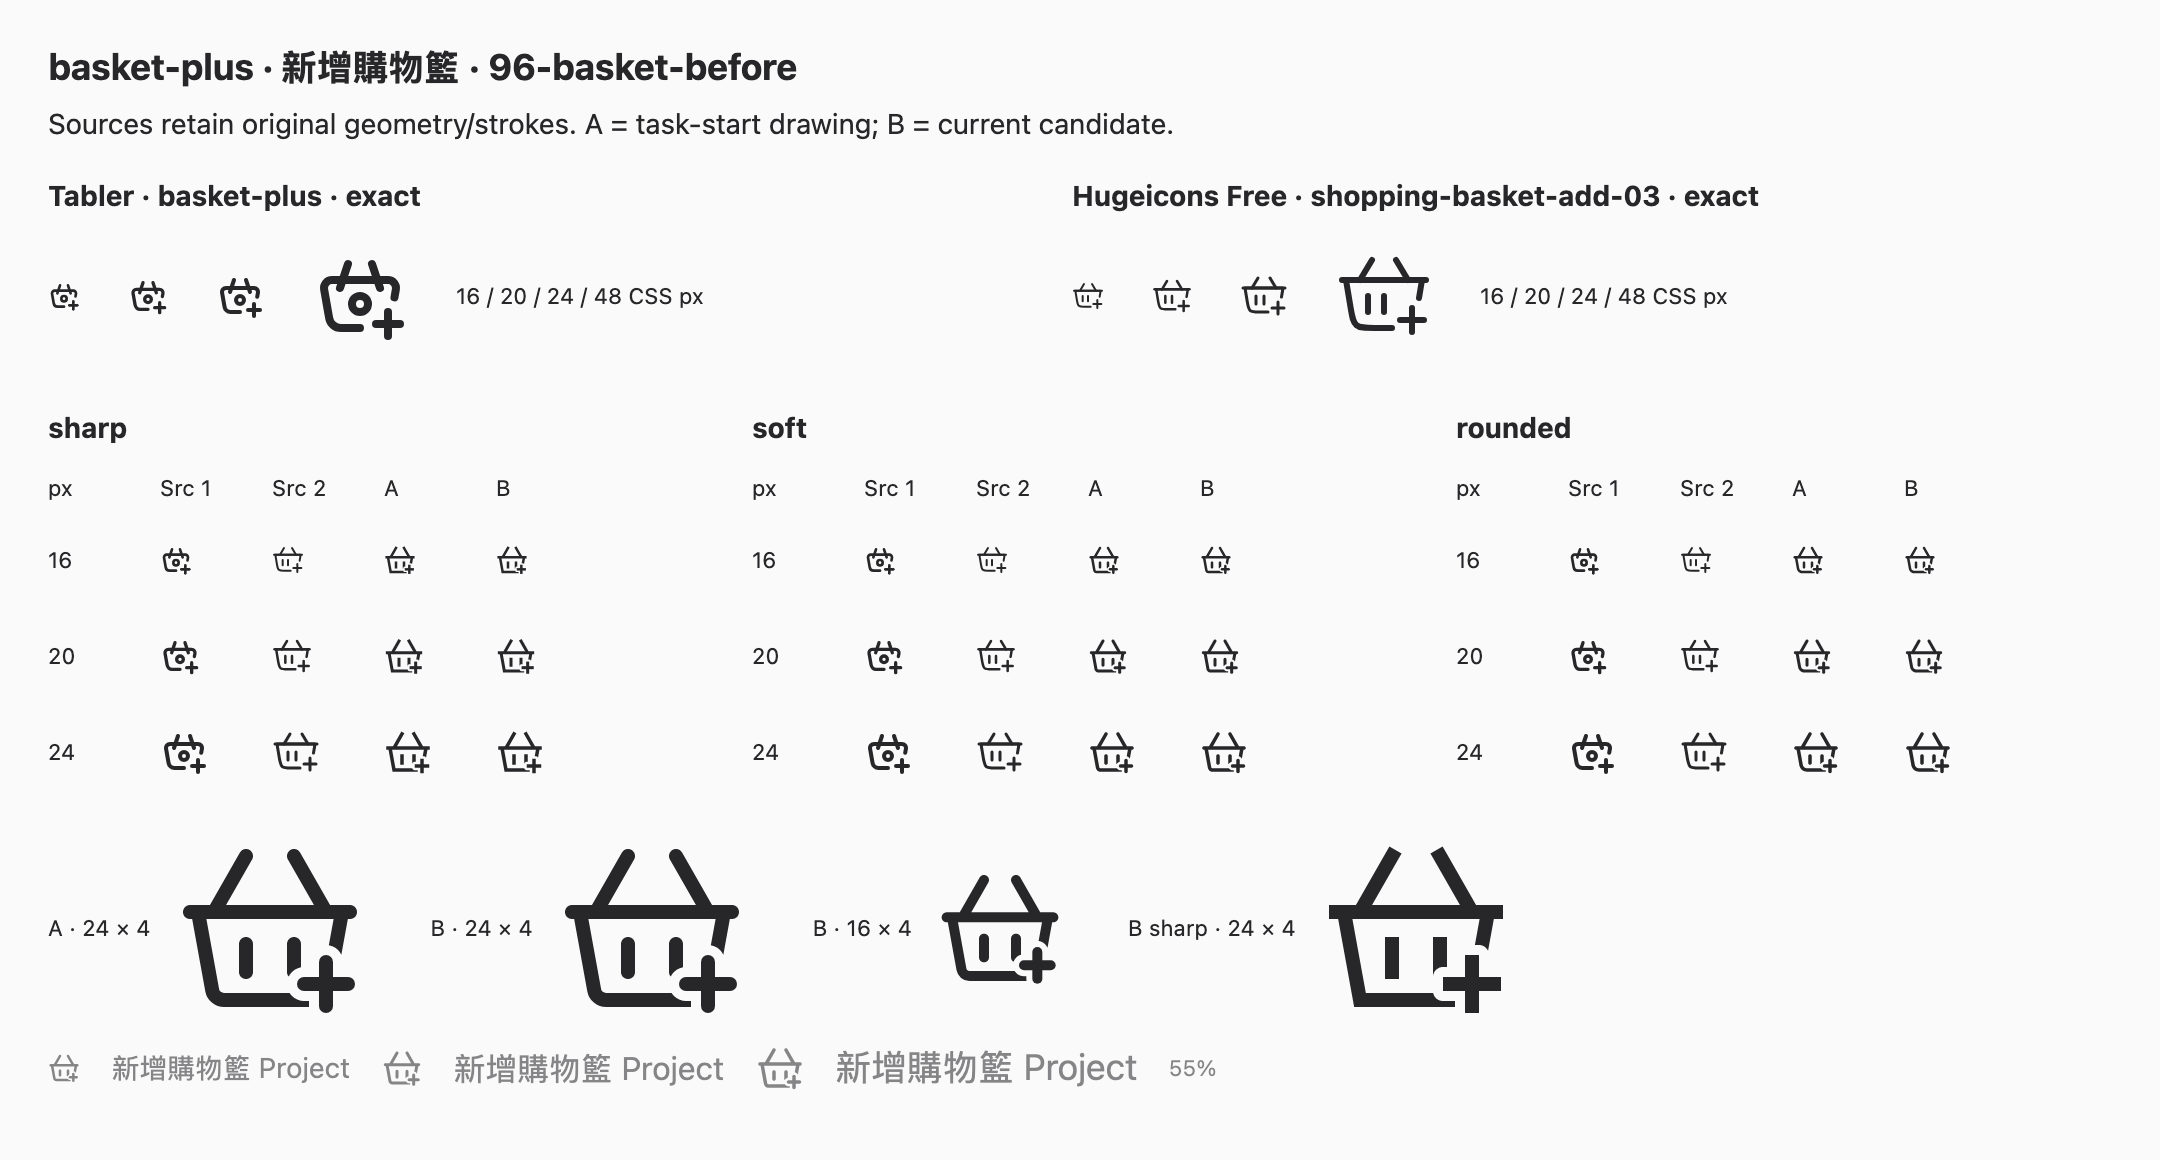 basket-plus · 新增購物籃 · 96-basket-before
Sources retain original geometry/strokes. A = task-start drawing; B = current candidate.
Tabler · basket-plus · exact
16 / 20 / 24 / 48 CSS px
Hugeicons Free · shopping-basket-add-03 · exact
16 / 20 / 24 / 48 CSS px
sharp
px Src 1 Src 2 A B
16
20
24
soft
px Src 1 Src 2 A B
16
20
24
rounded
px Src 1 Src 2 A B
16
20
24
A · 24 × 4
B · 24 × 4
B · 16 × 4
B sharp · 24 × 4
新增購物籃 Project 新增購物籃 Project 新增購物籃 Project 55%